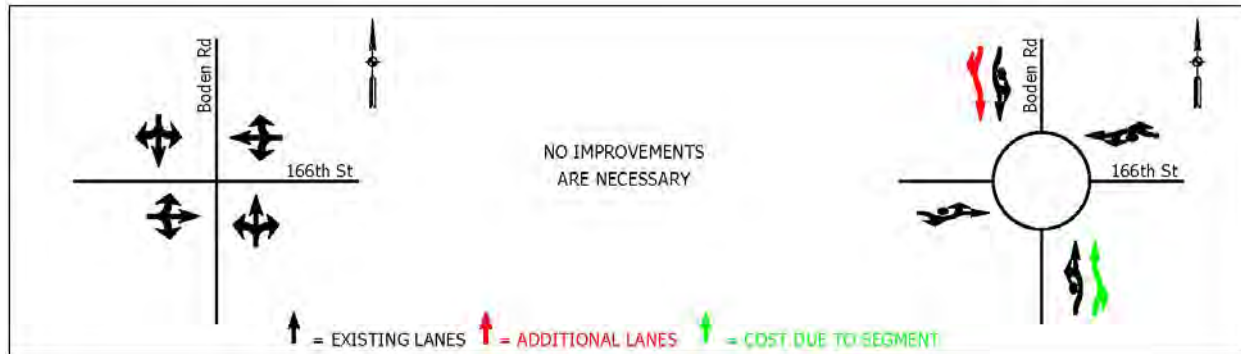 Boden Rd
166th St
NO IMPROVEMENTS
ARE NECESSARY
Boden Rd
166th St
= EXISTING LANES
= ADDITIONAL LANES
= COST DUE TO SEGMENT